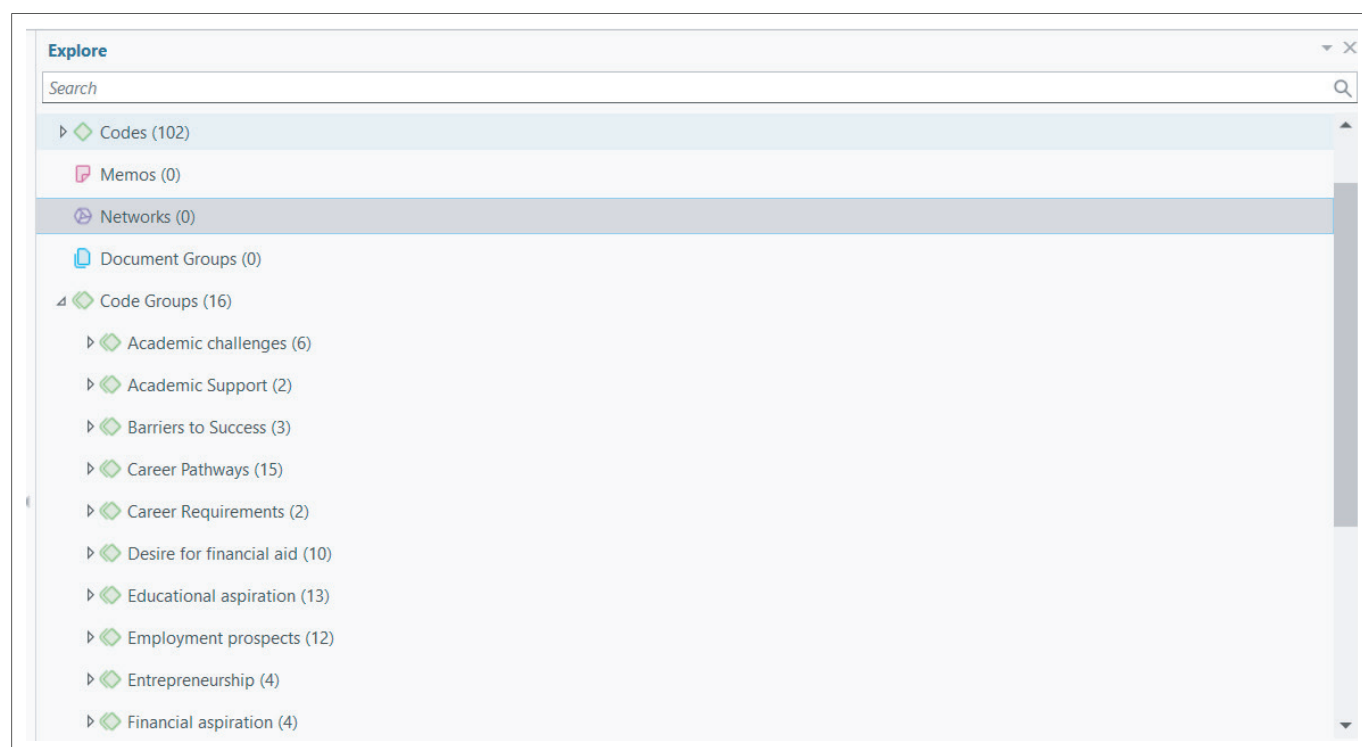 Explore
Search
Codes (102)
Memos (0)
Networks (0)
Document Groups (0)
Code Groups (16)
Academic challenges (6)
Academic Support (2)
Barriers to Success (3)
Career Pathways (15)
Career Requirements (2)
Desire for financial aid (10)
Educational aspiration (13)
Employment prospects (12)
Entrepreneurship (4)
Financial aspiration (4)